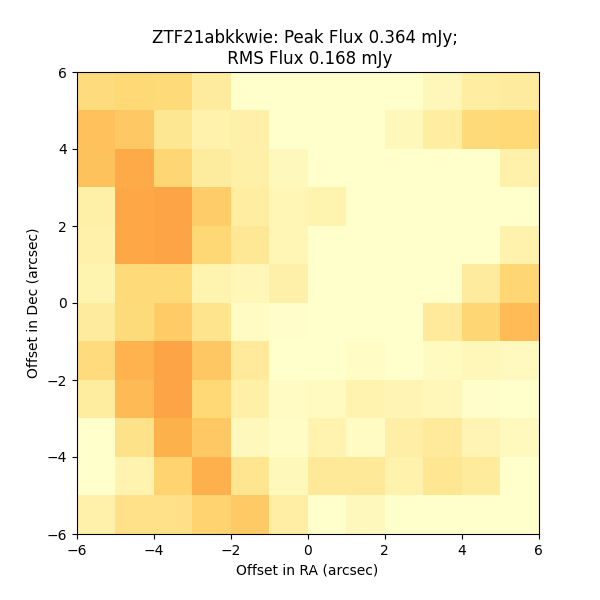 ZTF21abkkwie: Peak Flux 0.364 mJy;
RMS Flux 0.168 mJy
6
4
2
0
−2
−4
−6
Offset in Dec (arcsec)
−6 −4 −2 0 2 4 6
Offset in RA (arcsec)